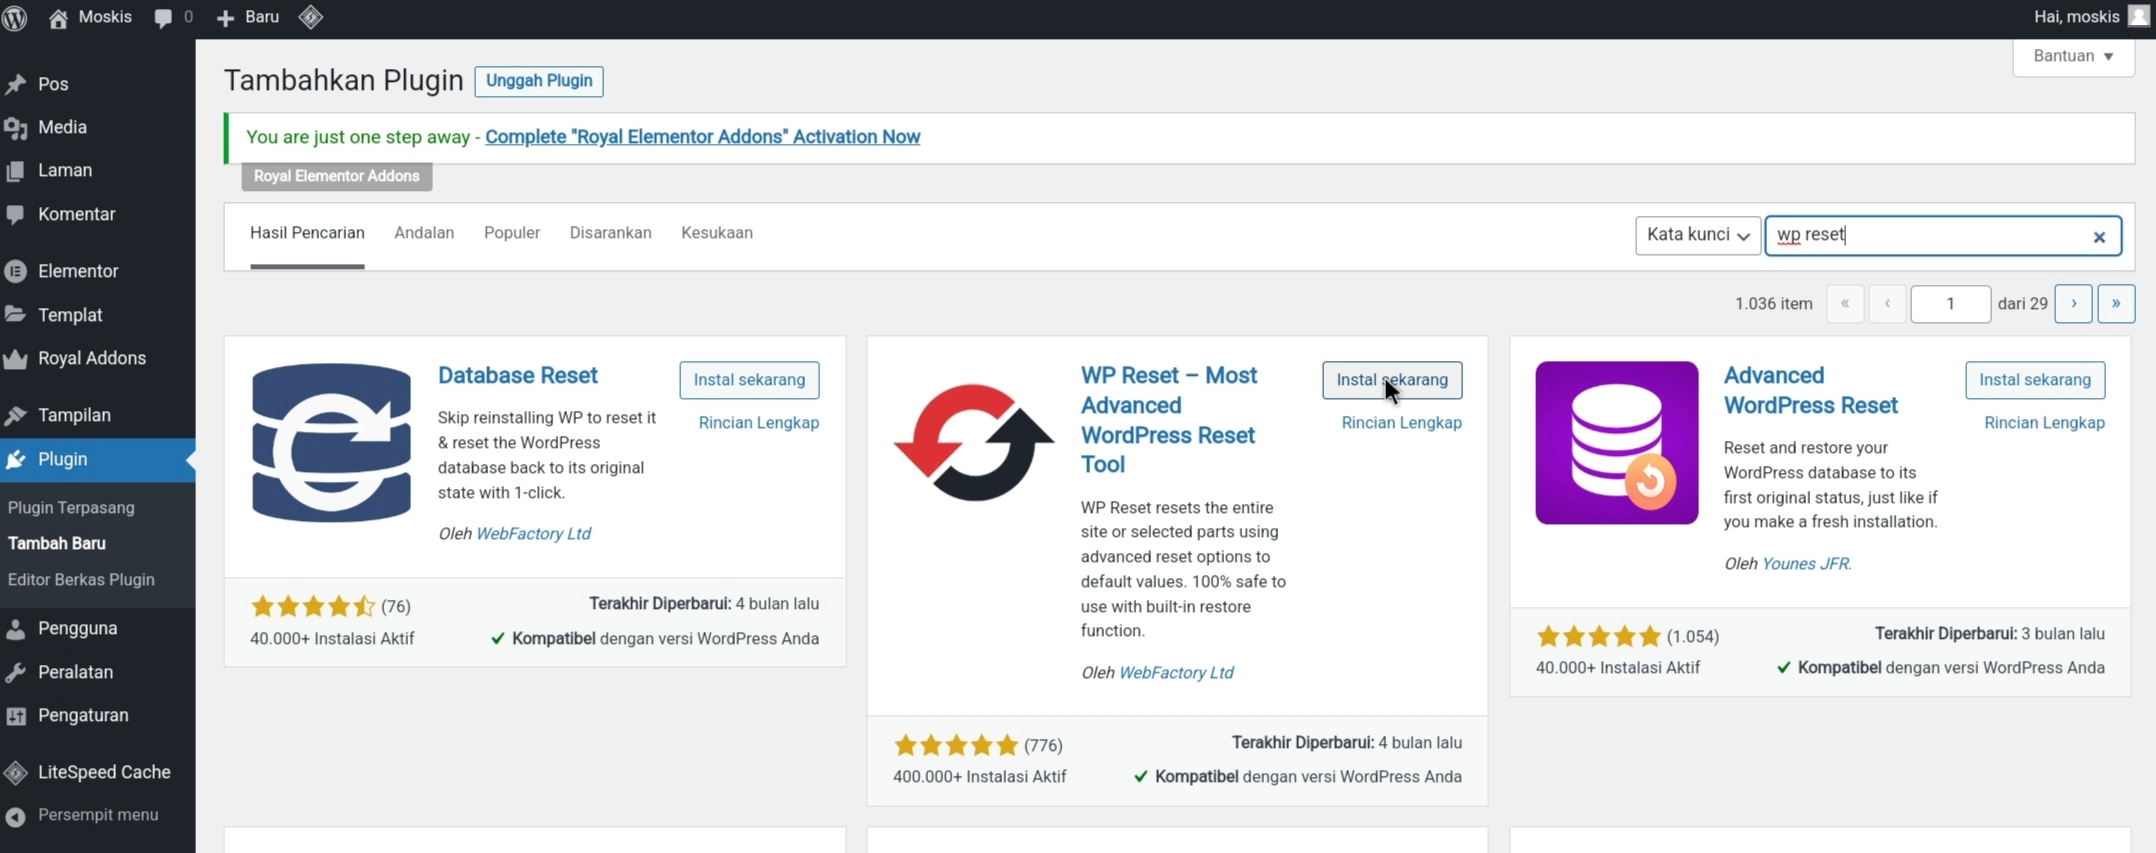 Moskis
0
Baru
Hai, moskis
Bantuan
Pos
Media
Laman
Komentar
Elementor
Templat
Royal Addons
Tampilan
Plugin
Plugin Terpasang
Tambah Baru
Editor Berkas Plugin
Pengguna
Peralatan
Pengaturan
LiteSpeed Cache
Persempit menu
Tambahkan Plugin
Unggah Plugin
You are just one step away - Complete "Royal Elementor Addons" Activation Now
Royal Elementor Addons
Hasil Pencarian Andalan Populer Disarankan Kesukaan
Kata kunci
wp reset
1.036 item « ‹ 1 dari 29 › »
Database Reset
Instal sekarang
Rincian Lengkap
Skip reinstalling WP to reset it
& reset the WordPress
database back to its original
state with 1-click.
Oleh WebFactory Ltd
(76)
Terakhir Diperbarui: 4 bulan lalu
40.000+ Instalasi Aktif
Kompatibel dengan versi WordPress Anda
WP Reset – Most
Advanced
WordPress Reset
Tool
Instal sekarang
Rincian Lengkap
WP Reset resets the entire
site or selected parts using
advanced reset options to
default values. 100% safe to
use with built-in restore
function.
Oleh WebFactory Ltd
(776)
Terakhir Diperbarui: 4 bulan lalu
400.000+ Instalasi Aktif
Kompatibel dengan versi WordPress Anda
Advanced
WordPress Reset
Instal sekarang
Rincian Lengkap
Reset and restore your
WordPress database to its
first original status, just like if
you make a fresh installation.
Oleh Younes JFR.
(1.054)
Terakhir Diperbarui: 3 bulan lalu
40.000+ Instalasi Aktif
Kompatibel dengan versi WordPress Anda